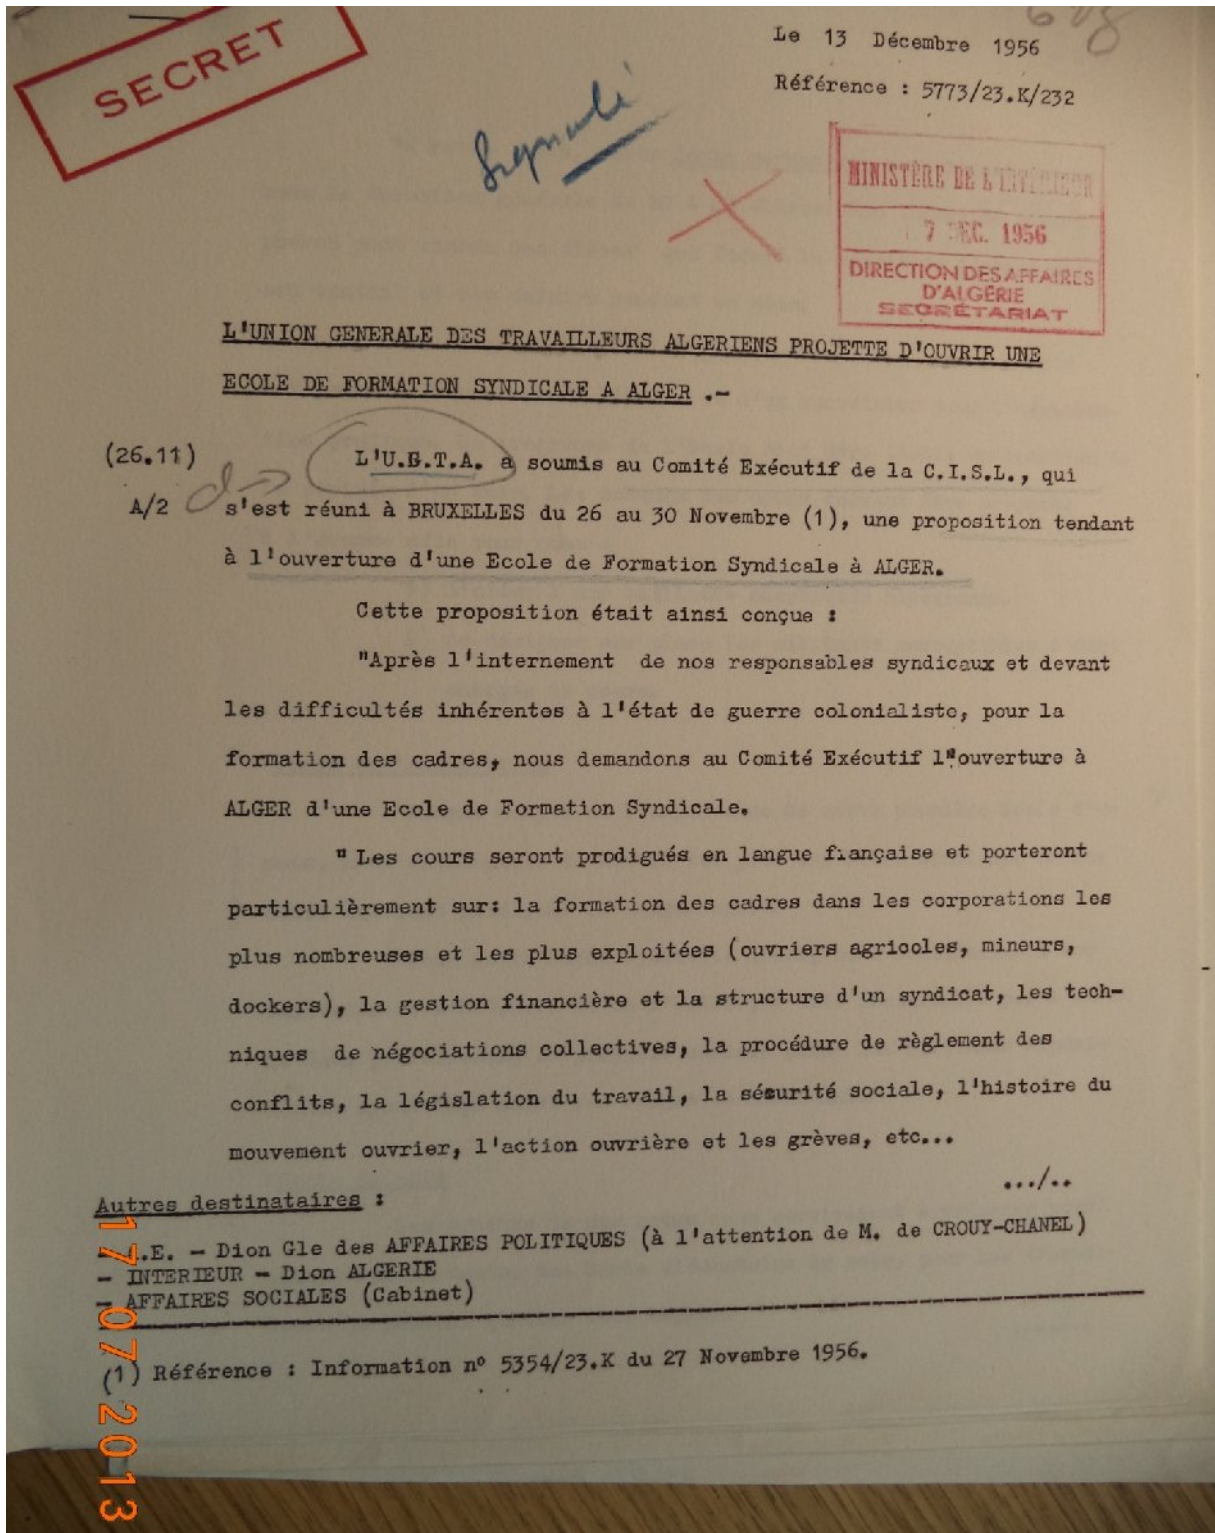 SECRET
Le 13 Décembre 1956
Référence : 5773/23.K/232
Signalé
MINISTÈRE DE L'INTÉRIEUR
7 DEC. 1956
DIRECTION DES AFFAIRES
D'ALGÉRIE
SECRÉTARIAT
L'UNION GENERALE DES TRAVAILLEURS ALGERIENS PROJETTE D'OUVRIR UNE
ECOLE DE FORMATION SYNDICALE A ALGER .-
(26.11)
L'U.G.T.A. a soumis au Comité Exécutif de la C.I.S.L., qui
A/2
s'est réuni à BRUXELLES du 26 au 30 Novembre (1), une proposition tendant
à l'ouverture d'une Ecole de Formation Syndicale à ALGER.
Cette proposition était ainsi conçue :
"Après l'internement de nos responsables syndicaux et devant
les difficultés inhérentes à l'état de guerre colonialiste, pour la
formation des cadres, nous demandons au Comité Exécutif l"ouverture à
ALGER d'une Ecole de Formation Syndicale.
" Les cours seront prodigués en langue française et porteront
particulièrement sur: la formation des cadres dans les corporations les
plus nombreuses et les plus exploitées (ouvriers agricoles, mineurs,
dockers), la gestion financière et la structure d'un syndicat, les tech-
niques de négociations collectives, la procédure de règlement des
conflits, la législation du travail, la sécurité sociale, l'histoire du
mouvement ouvrier, l'action ouvrière et les grèves, etc...
.../..
Autres destinataires :
- .E. - Dion Gle des AFFAIRES POLITIQUES (à l'attention de M. de CROUY-CHANEL)
- INTERIEUR - Dion ALGERIE
- AFFAIRES SOCIALES (Cabinet)
(1) Référence : Information n° 5354/23.K du 27 Novembre 1956.
17 07 2013